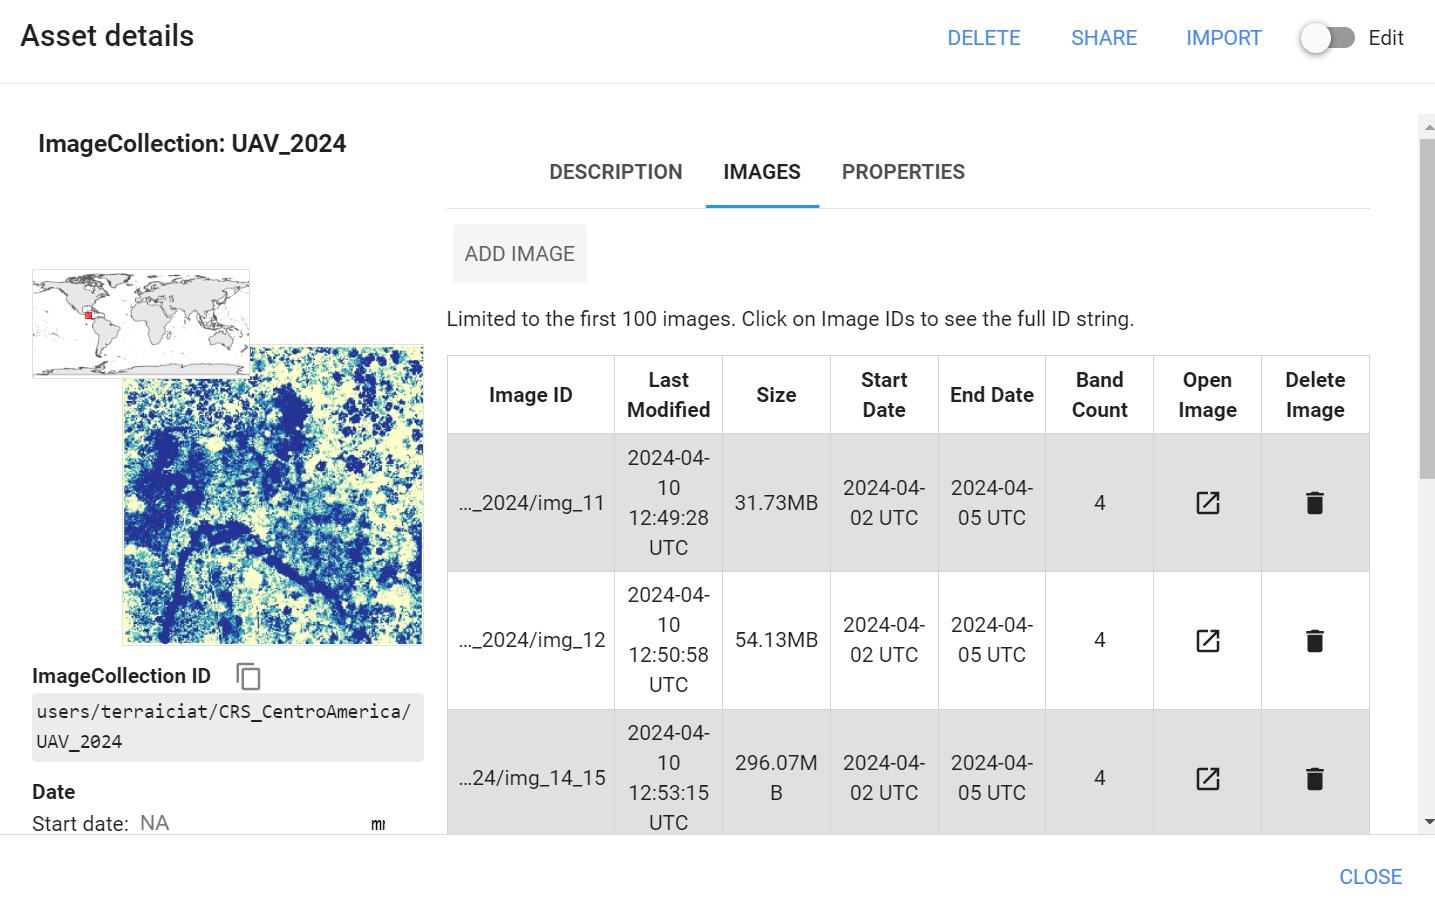 Asset details
DELETE
SHARE
IMPORT
Edit
ImageCollection: UAV_2024
DESCRIPTION
IMAGES
PROPERTIES
ADD IMAGE
Limited to the first 100 images. Click on Image IDs to see the full ID string.
Image ID
Last
Modified
Size
Start
Date
End Date
Band
Count
Open
Image
Delete
Image
..._2024/img_11
2024-04-
10
12:49:28
UTC
31.73MB
2024-04-
02 UTC
2024-04-
05 UTC
4
..._2024/img_12
2024-04-
10
12:50:58
UTC
54.13MB
2024-04-
02 UTC
2024-04-
05 UTC
4
...24/img_14_15
2024-04-
10
12:53:15
UTC
296.07M
B
2024-04-
02 UTC
2024-04-
05 UTC
4
ImageCollection ID
users/terraiciat/CRS_CentroAmerica/
UAV_2024
Date
Start date: NA
CLOSE